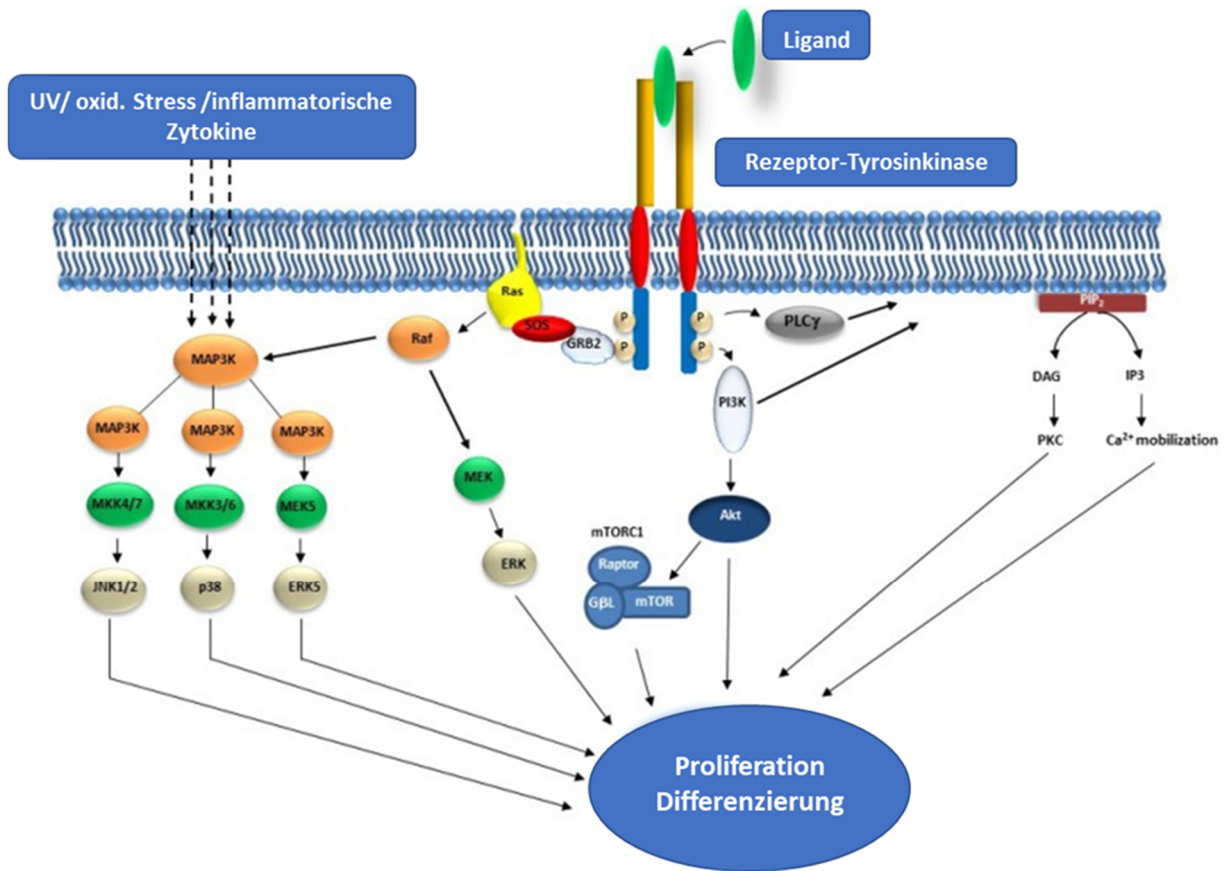 Ligand
UV/ oxid. Stress /inflammatorische
Zytokine
Rezeptor-Tyrosinkinase
Ras
SOS
GRB2
P
P
P
P
PLCγ
PIP₂
Raf
MAP3K
PI3K
DAG
IP3
MAP3K
MAP3K
MAP3K
PKC
Ca²⁺ mobilization
MEK
MKK4/7
MKK3/6
MEK5
Akt
mTORC1
Raptor
GβL
mTOR
ERK
JNK1/2
p38
ERK5
Proliferation
Differenzierung